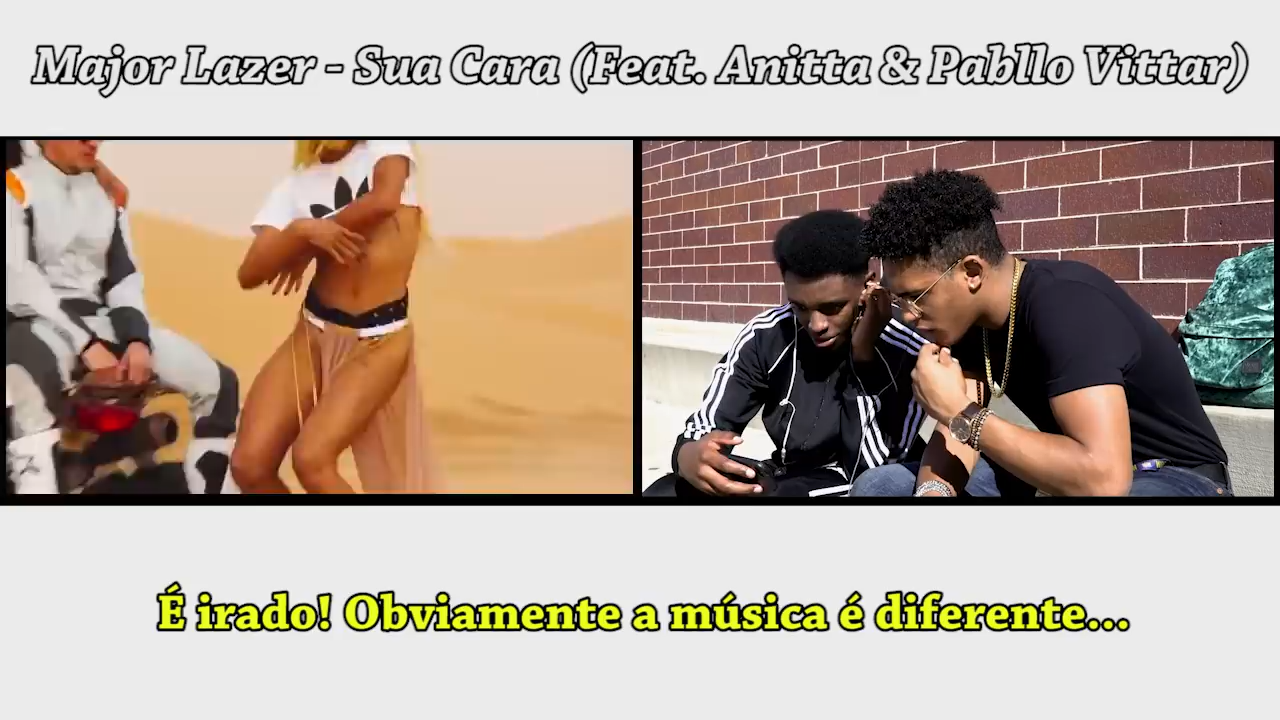 Major Lazer - Sua Cara (Feat. Anitta & Pabllo Vittar)
É irado! Obviamente a música é diferente...